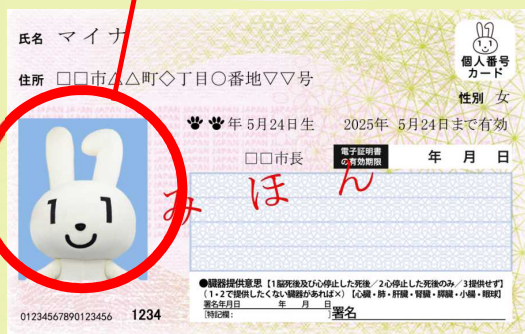 氏名 マイナ
個人番号
カード
住所 □□市△△町◇丁目○番地▽▽号
性別 女
年 5月24日生 2025年 5月24日まで有効
□□市長 電子証明書の有効期限 年 月 日
みほん
1 1
●臓器提供意思【1脳死後及び心停止した死後/2心停止した死後のみ/3提供せず】
(1・2で提供したくない臓器があれば×)【心臓・肺・肝臓・腎臓・膵臓・小腸・眼球】
署名年月日 年 月 日
[特記欄: ] 署名
01234567890123456 1234